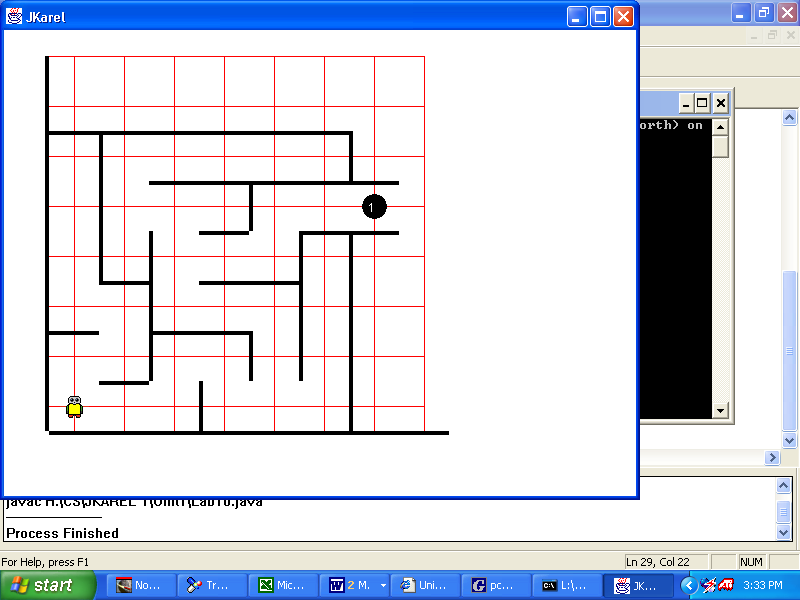 JKarel
orth) on
1
javac H:\CS\JKAREL 1\Unit1\Lab10.java
Process Finished
For Help, press F1
Ln 29, Col 22
NUM
start
No...
Tr...
Mic...
2 M.
Uni...
pc...
L:\...
JK...
3:33 PM